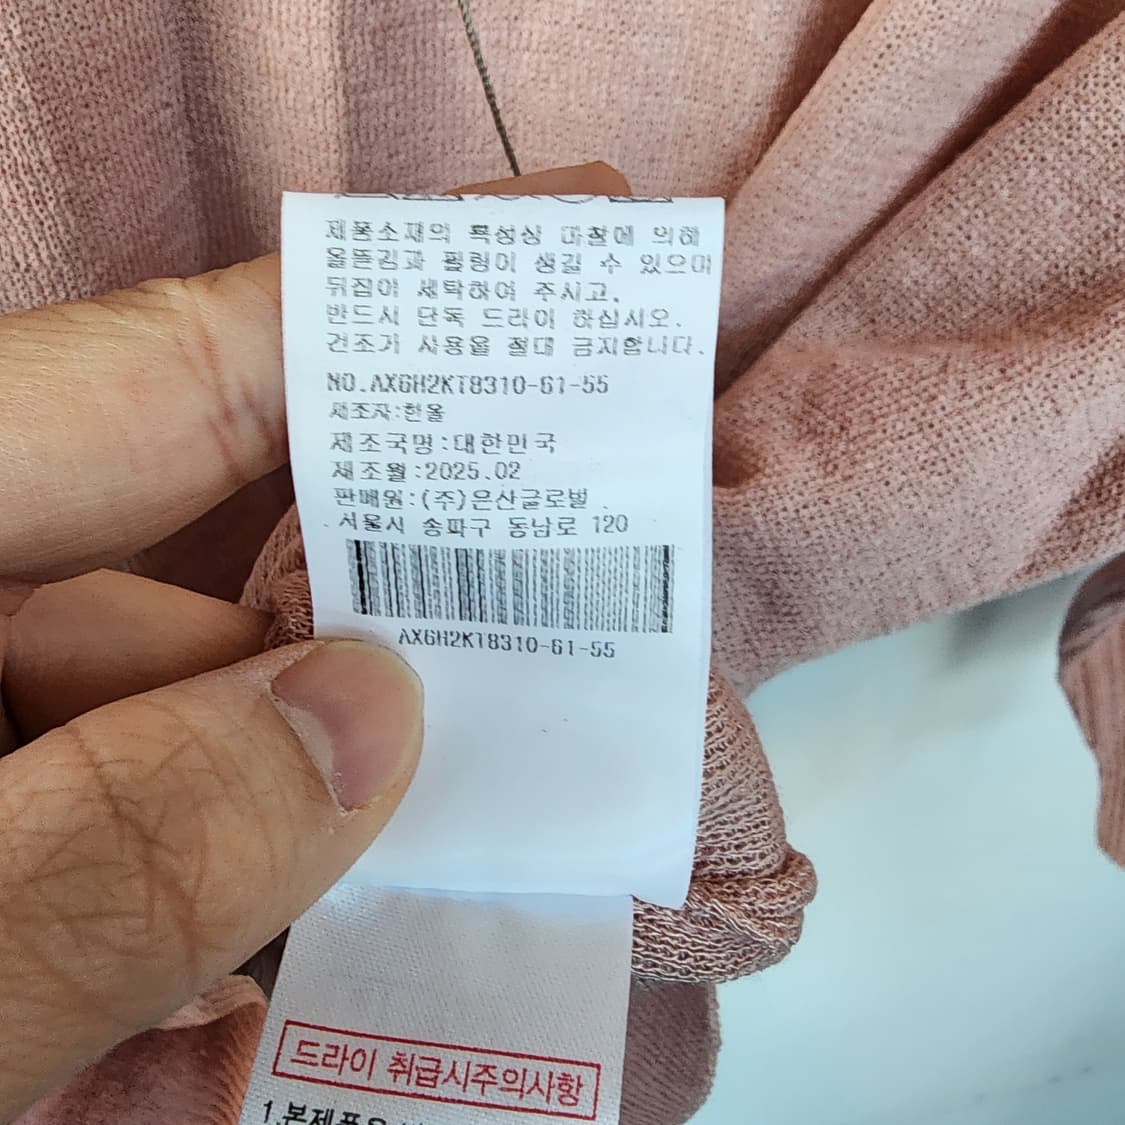 제품소재의 특성상 마찰에 의해
올뜯김과 필링이 생길 수 있으며
뒤집어 세탁하여 주시고,
반드시 단독 드라이 하십시오.
건조기 사용을 절대 금지합니다.
NO.AX6H2KT8310-61-55
제조자:한올
제조국명:대한민국
제조월:2025.02
판매원:(주)은산글로벌
서울시 송파구 동남로 120
AX6H2KT8310-61-55
드라이 취급시주의사항
1.본제품은